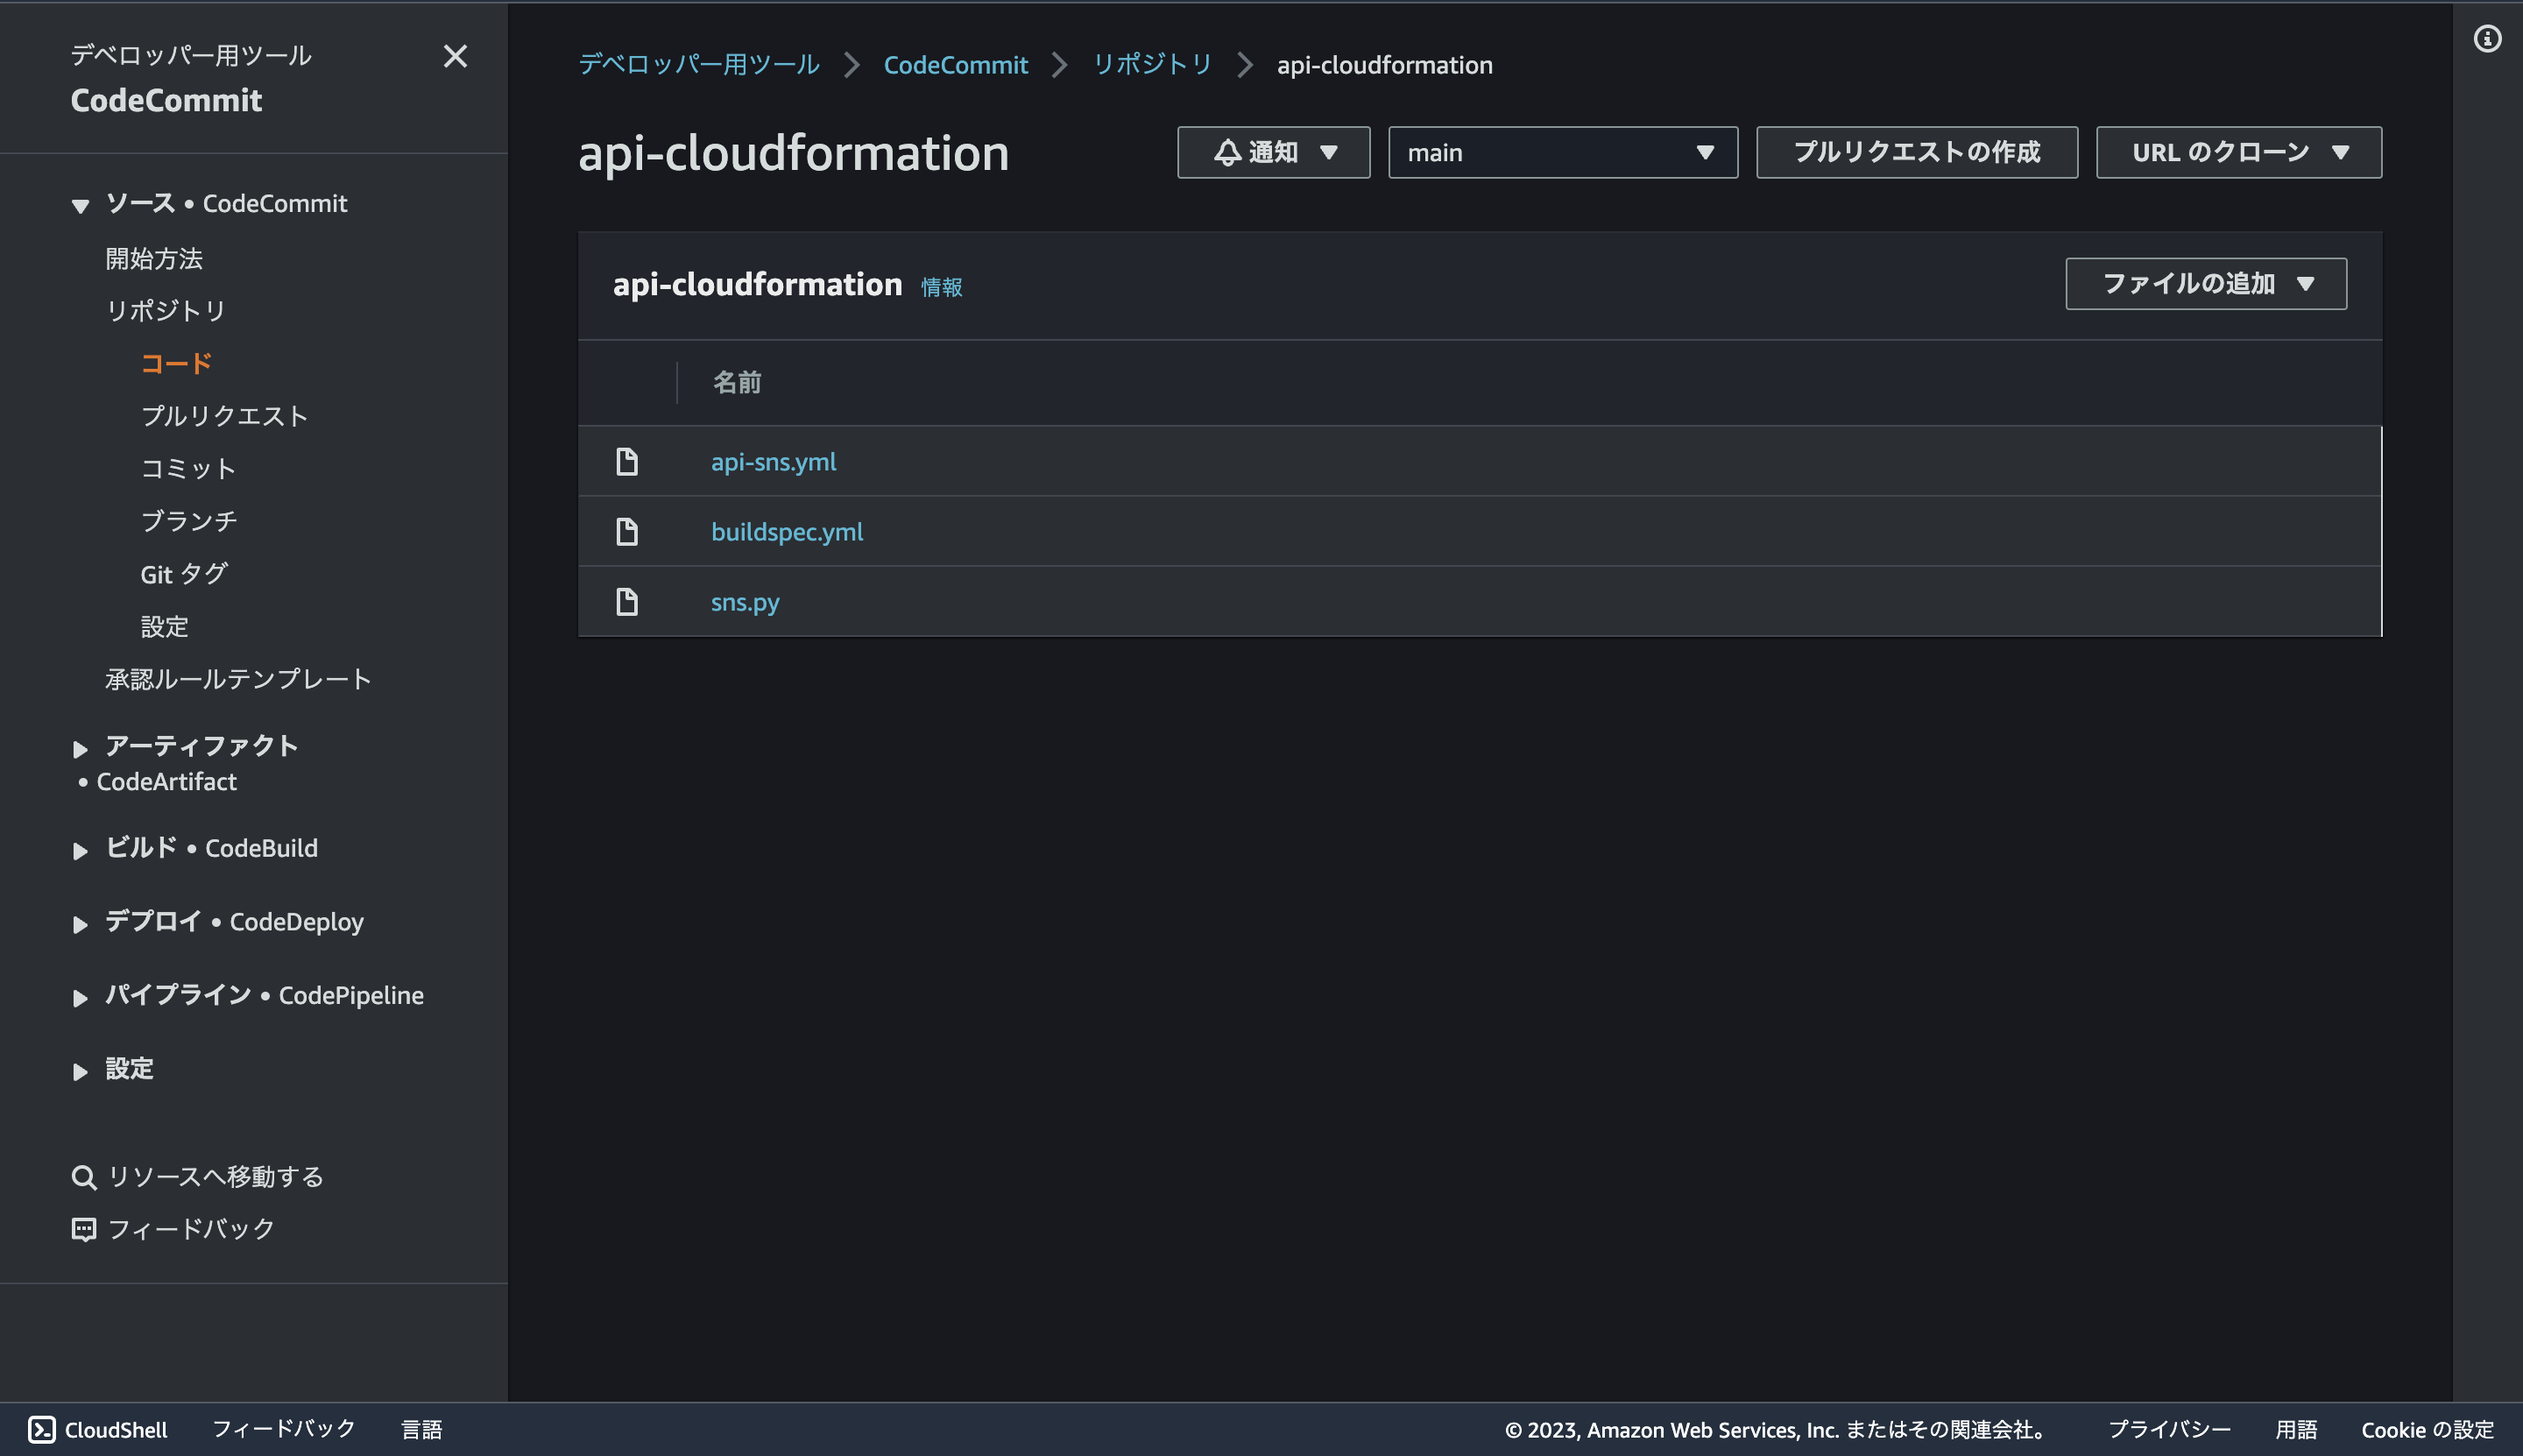 デベロッパー用ツール
CodeCommit
ソース • CodeCommit
開始方法
リポジトリ
コード
プルリクエスト
コミット
ブランチ
Git タグ
設定
承認ルールテンプレート
アーティファクト
• CodeArtifact
ビルド • CodeBuild
デプロイ • CodeDeploy
パイプライン • CodePipeline
設定
リソースへ移動する
フィードバック
デベロッパー用ツール CodeCommit リポジトリ api-cloudformation
api-cloudformation 通知 main プルリクエストの作成 URL のクローン
api-cloudformation 情報 ファイルの追加
名前
api-sns.yml
buildspec.yml
sns.py
CloudShell フィードバック 言語 © 2023, Amazon Web Services, Inc. またはその関連会社。 プライバシー 用語 Cookie の設定